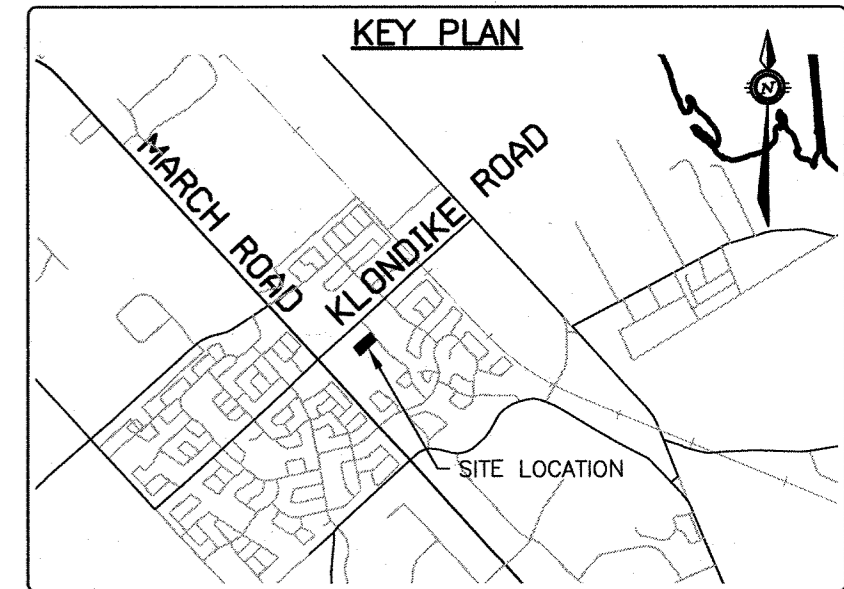 KEY PLAN
N
MARCH ROAD
KLONDIKE ROAD
SITE LOCATION